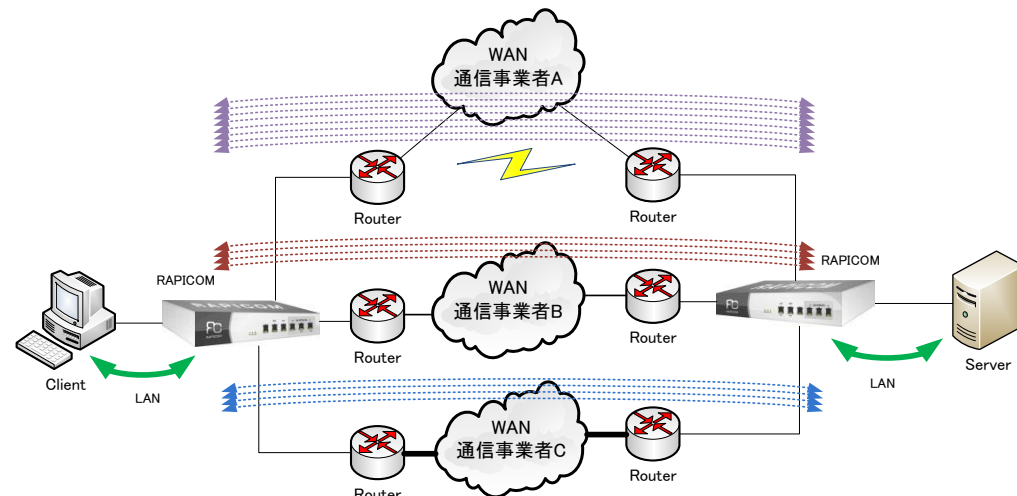 WAN
通信事業者A
Router
Router
RAPICOM
RAPICOM
WAN
通信事業者B
RAPICOM
Router
Router
Client
LAN
LAN
Server
WAN
通信事業者C
Router
Router